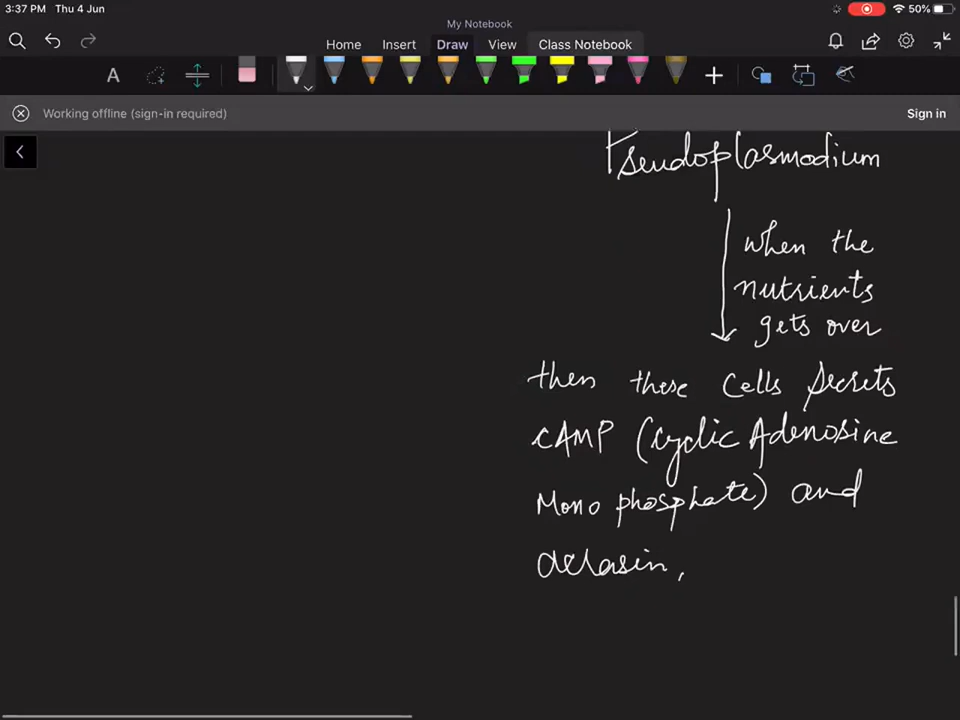 3:37 PM Thu 4 Jun
50%
My Notebook
Home Insert Draw View Class Notebook
A
Working offline (sign-in required)
Sign in
Pseudoplasmodium
when the
nutrients
gets over
then these cells secrets
cAMP (cyclic Adenosine
Mono phosphate) and
acrasin,